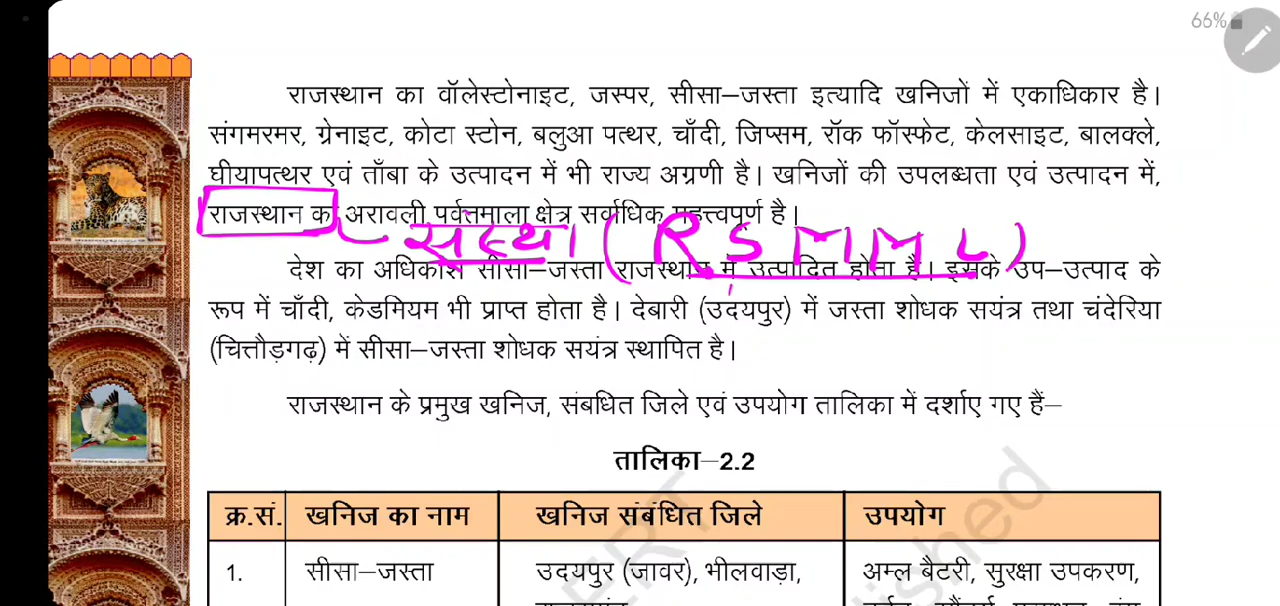 66%
राजस्थान का वॉलेस्टोनाइट, जस्पर, सीसा–जस्ता इत्यादि खनिजों में एकाधिकार है।
संगमरमर, ग्रेनाइट, कोटा स्टोन, बलुआ पत्थर, चाँदी, जिप्सम, रॉक फॉस्फेट, केलसाइट, बालक्ले,
घीयापत्थर एवं ताँबा के उत्पादन में भी राज्य अग्रणी है। खनिजों की उपलब्धता एवं उत्पादन में,
राजस्थान का अरावली पर्वतमाला क्षेत्र सर्वाधिक महत्त्वपूर्ण है।
संस्था (RSMML)
देश का अधिकांश सीसा–जस्ता राजस्थान में उत्पादित होता है। इसके उप–उत्पाद के
रूप में चाँदी, केडमियम भी प्राप्त होता है। देबारी (उदयपुर) में जस्ता शोधक सयंत्र तथा चंदेरिया
(चित्तौड़गढ़) में सीसा–जस्ता शोधक सयंत्र स्थापित है।
राजस्थान के प्रमुख खनिज, संबधित जिले एवं उपयोग तालिका में दर्शाए गए हैं–
तालिका–2.2
क्र.सं. खनिज का नाम खनिज संबंधित जिले उपयोग
1. सीसा–जस्ता उदयपुर (जावर), भीलवाड़ा, अम्ल बैटरी, सुरक्षा उपकरण,